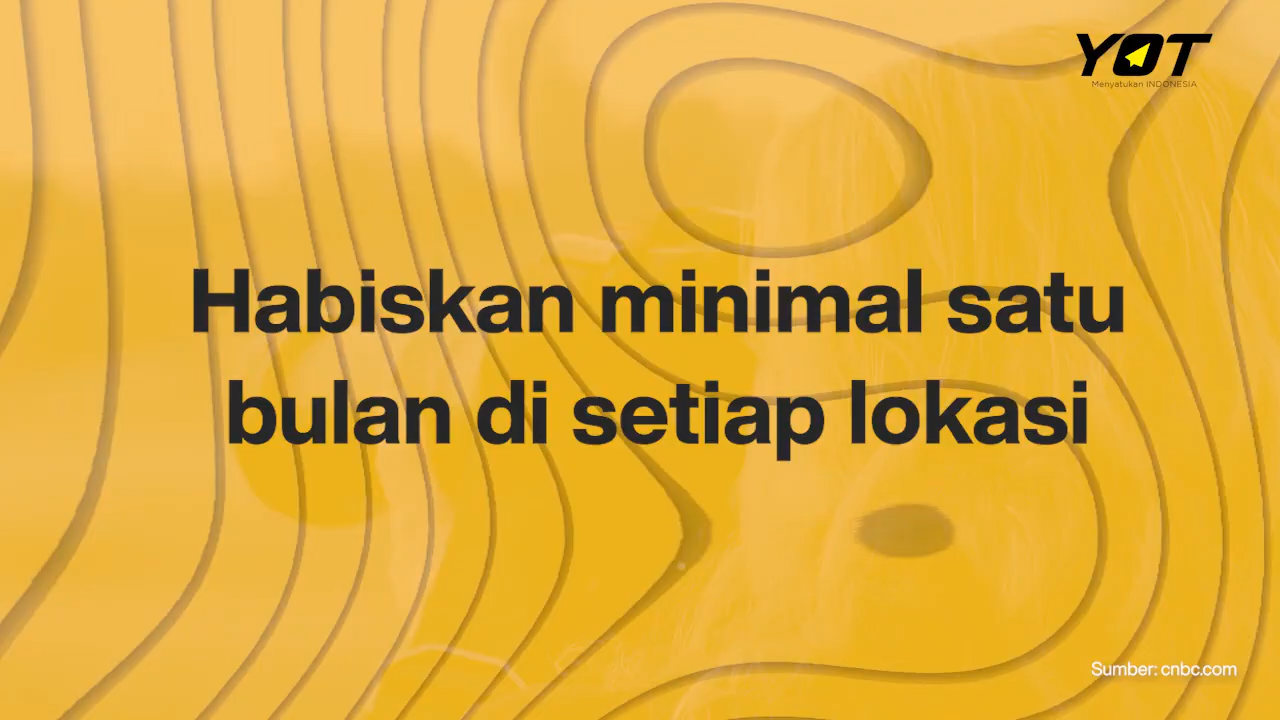 YOT
Menyatukan INDONESIA
Habiskan minimal satu
bulan di setiap lokasi
Sumber: cnbc.com